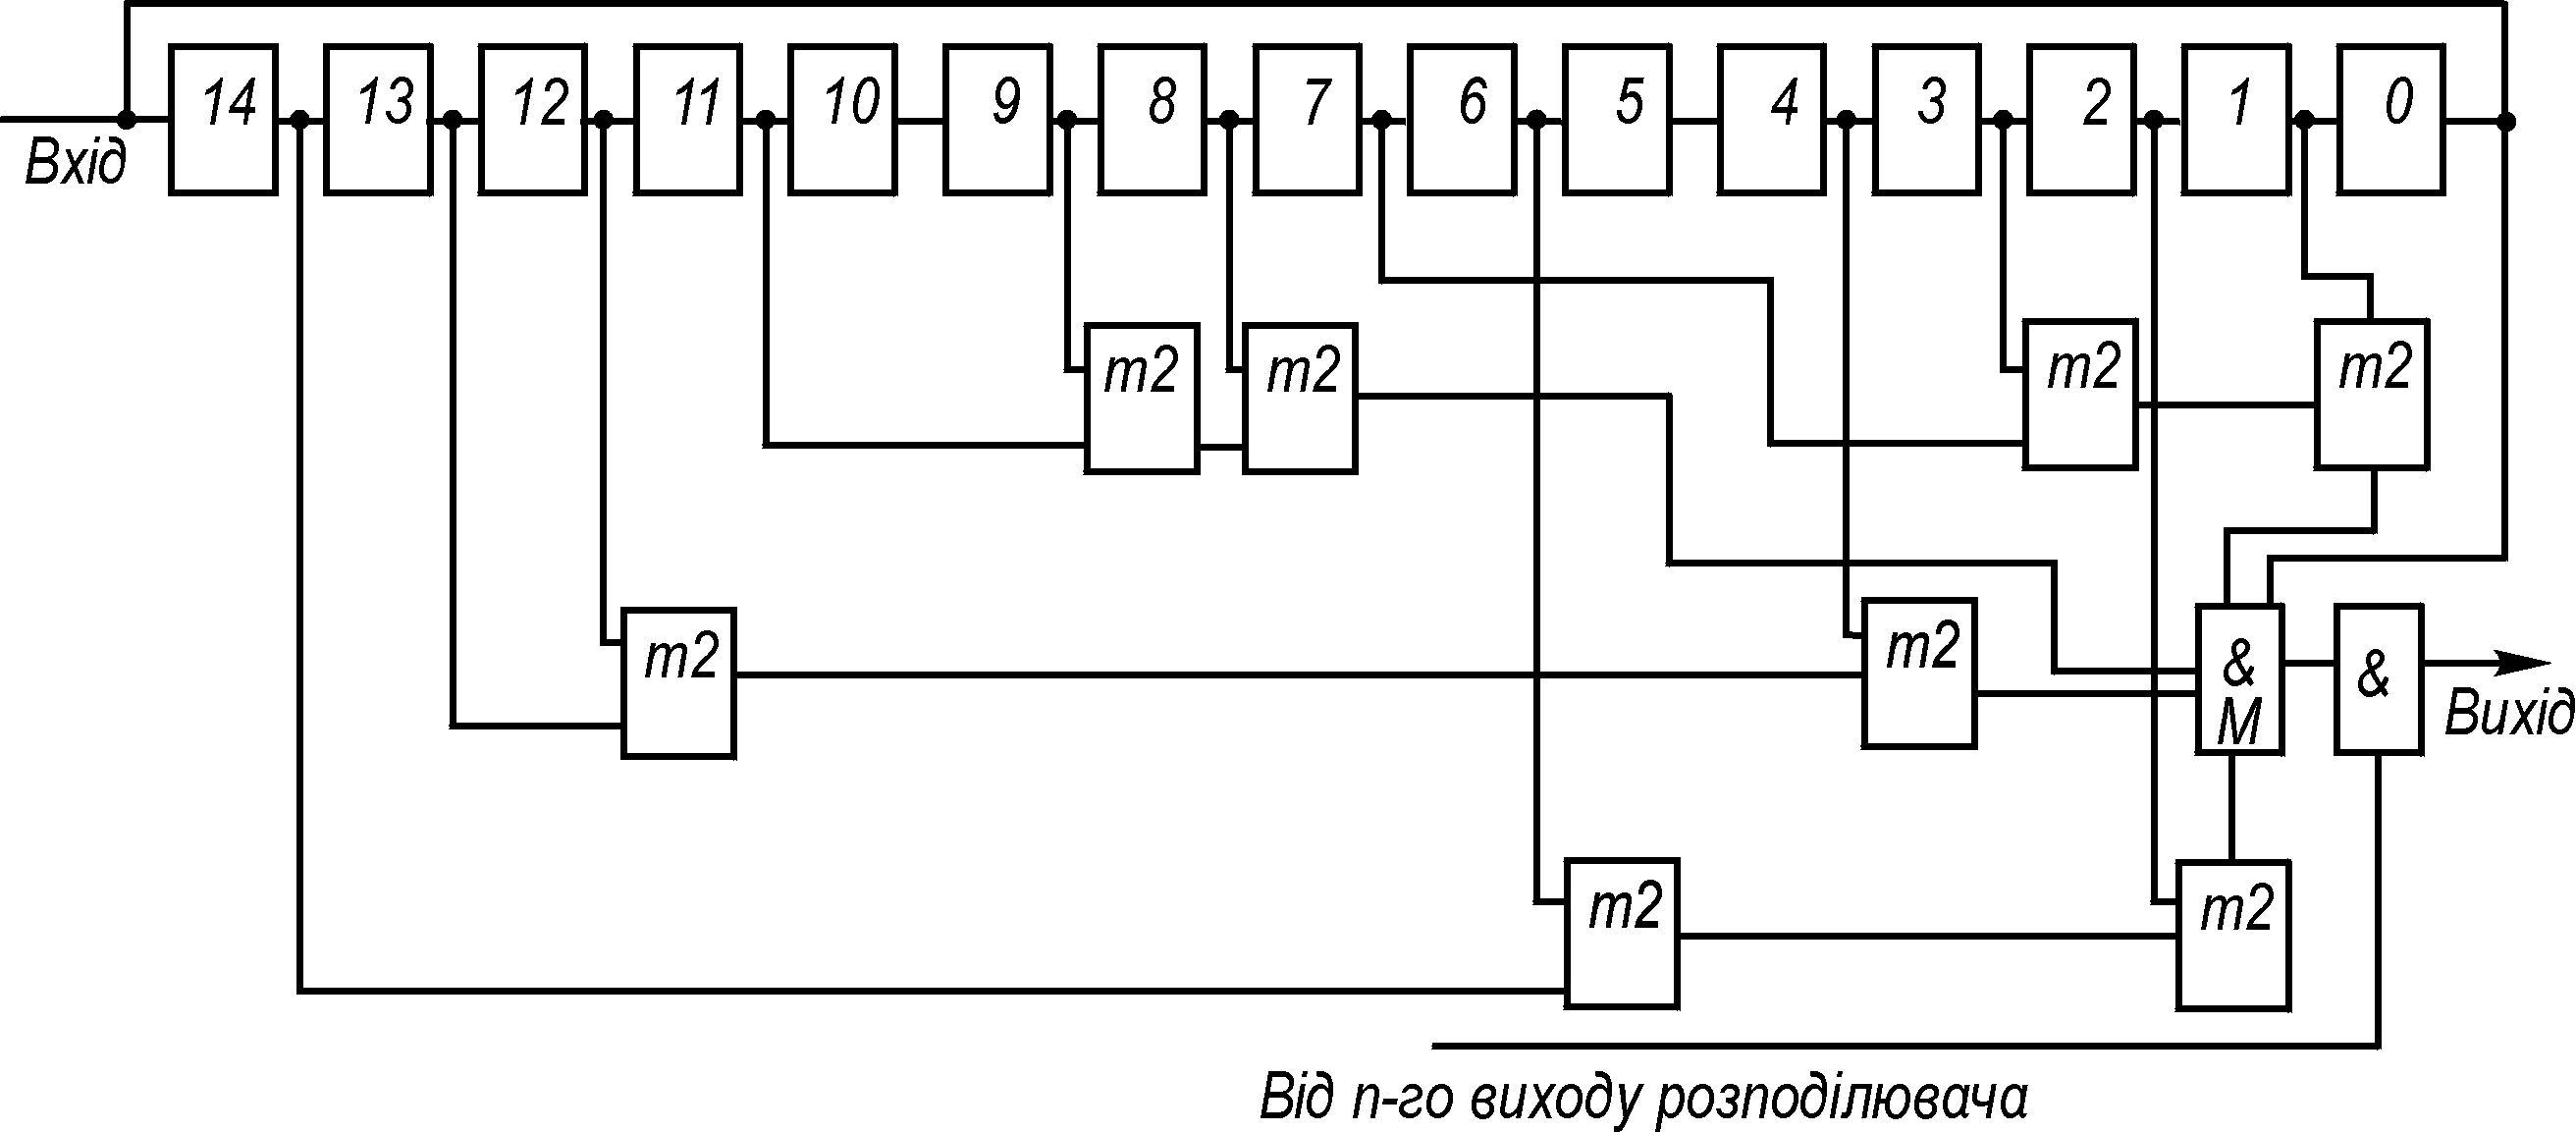 14 13 12 11 10 9 8 7 6 5 4 3 2 1 0
Вхід
m2 m2 m2 m2
m2 m2 & &
М
Вихід
m2 m2
Від n-го виходу розподілювача